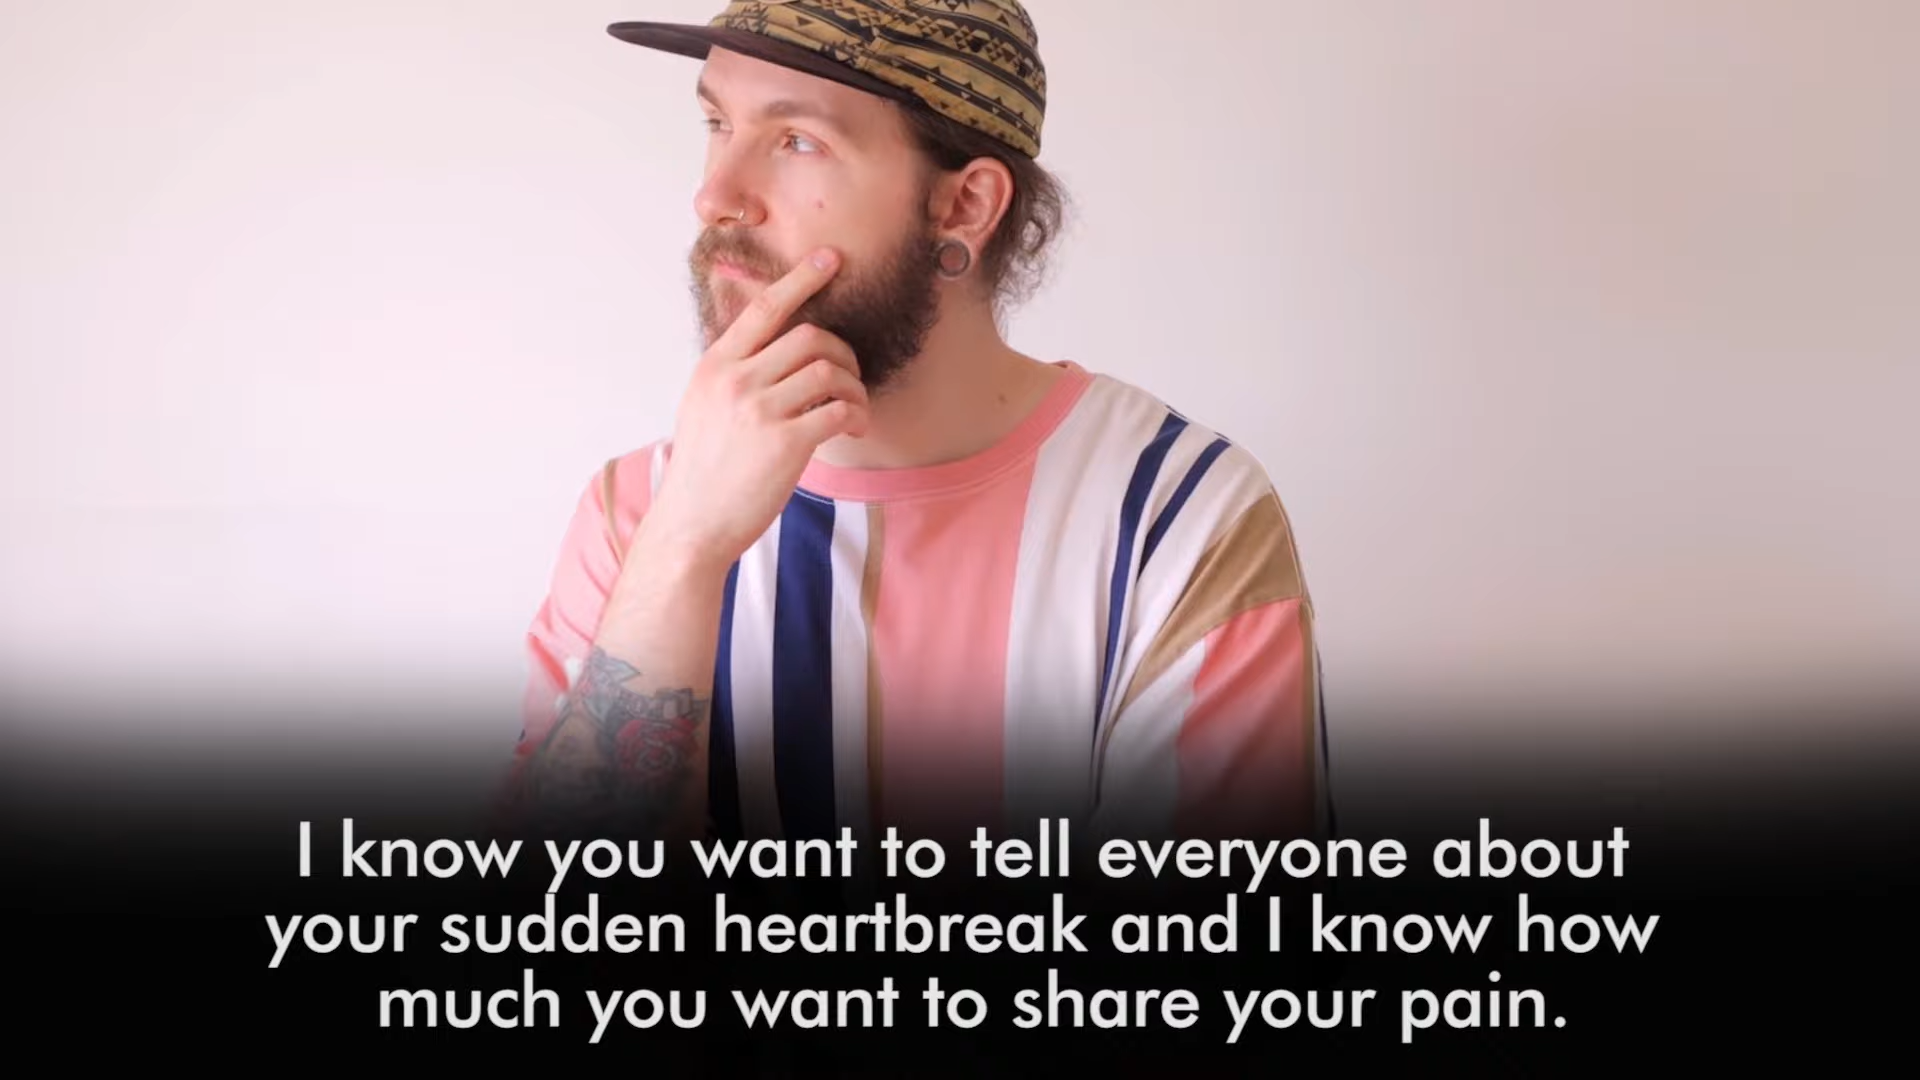 I know you want to tell everyone about
your sudden heartbreak and I know how
much you want to share your pain.